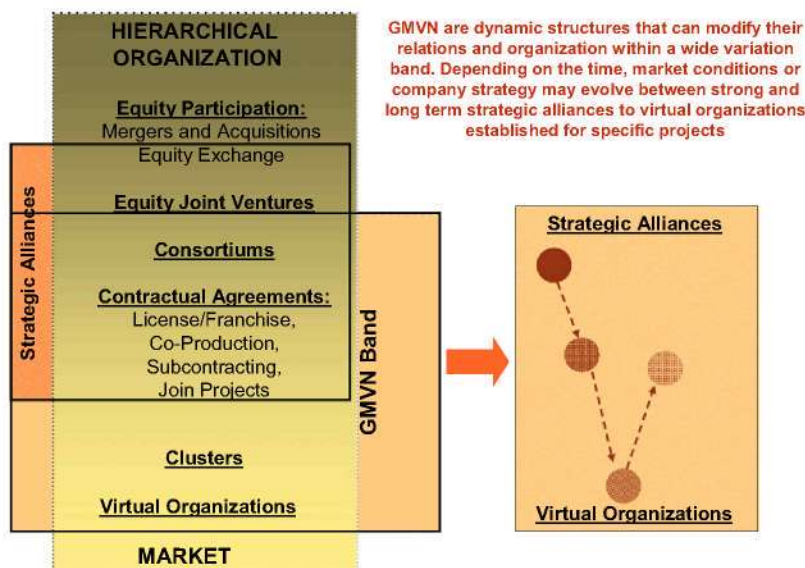 HIERARCHICAL
ORGANIZATION
Equity Participation:
Mergers and Acquisitions
Equity Exchange
Equity Joint Ventures
Consortiums
Contractual Agreements:
License/Franchise,
Co-Production,
Subcontracting,
Join Projects
Clusters
Virtual Organizations
MARKET
Strategic Alliances
GMVN Band
GMVN are dynamic structures that can modify their
relations and organization within a wide variation
band. Depending on the time, market conditions or
company strategy may evolve between strong and
long term strategic alliances to virtual organizations
established for specific projects
Strategic Alliances
Virtual Organizations